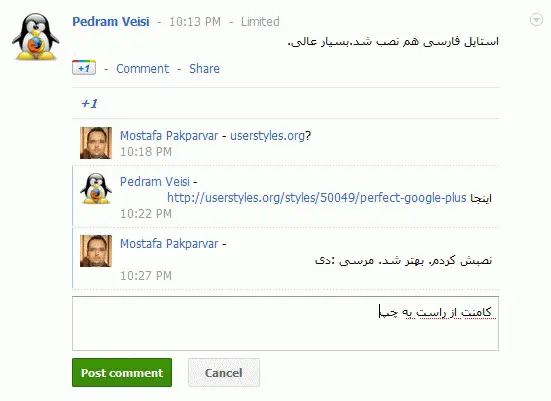 Pedram Veisi - 10:13 PM - Limited
استایل فارسی هم نصب شد.بسیار عالی.
+1 - Comment - Share
+1
Mostafa Pakparvar - userstyles.org?
10:18 PM
Pedram Veisi -
اینجا http://userstyles.org/styles/50049/perfect-google-plus
10:22 PM
Mostafa Pakparvar -
نصبش کردم. بهتر شد. مرسی :دی
10:27 PM
کامنت از راست به چپ
Post comment Cancel